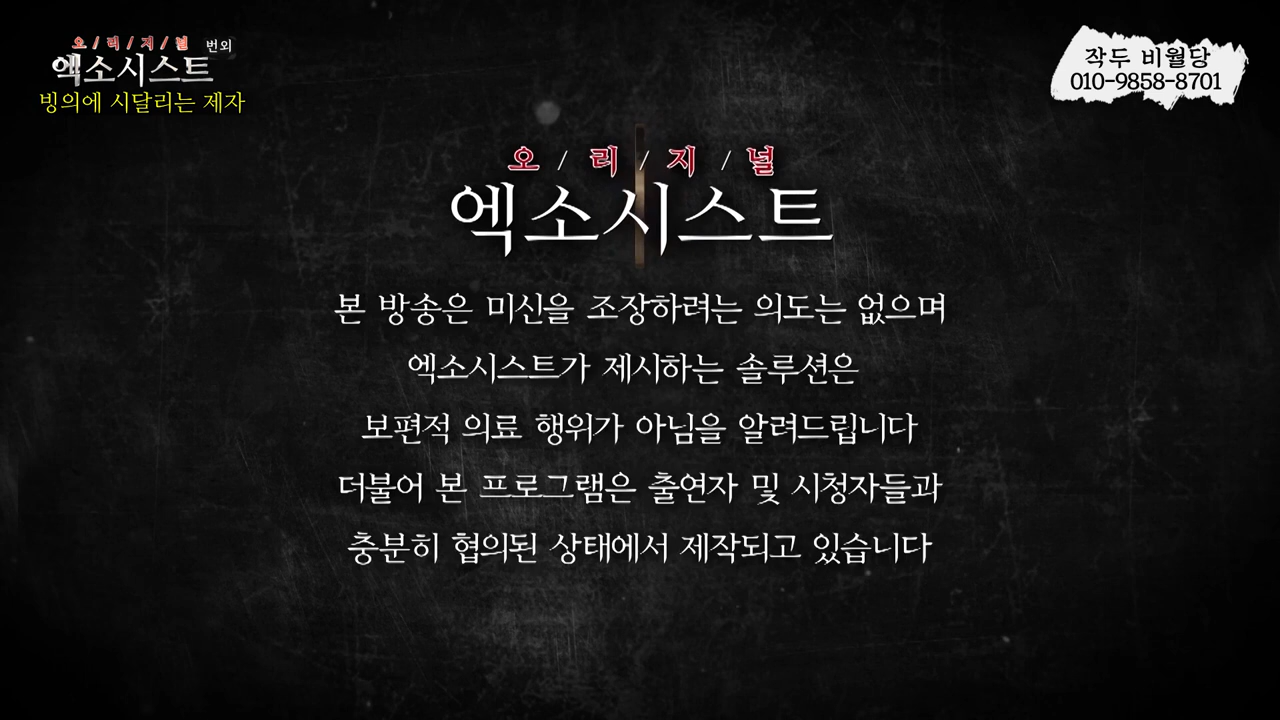 오/리/지/널 번외
엑소시스트
빙의에 시달리는 제자
작두 비월당
010-9858-8701
오/리/지/널
엑소시스트
본 방송은 미신을 조장하려는 의도는 없으며
엑소시스트가 제시하는 솔루션은
보편적 의료 행위가 아님을 알려드립니다
더불어 본 프로그램은 출연자 및 시청자들과
충분히 협의된 상태에서 제작되고 있습니다